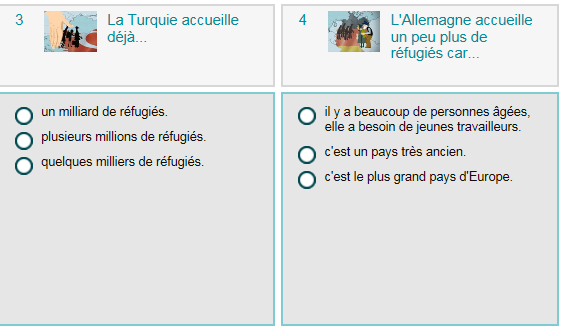 3
La Turquie accueille
déjà...
un milliard de réfugiés.
plusieurs millions de réfugiés.
quelques milliers de réfugiés.
4
L'Allemagne accueille
un peu plus de
réfugiés car...
il y a beaucoup de personnes âgées,
elle a besoin de jeunes travailleurs.
c'est un pays très ancien.
c'est le plus grand pays d'Europe.